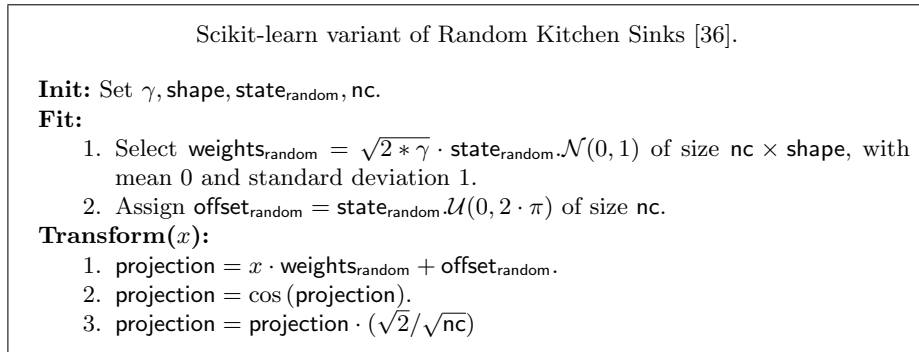 Scikit-learn variant of Random Kitchen Sinks [36].
Init: Set γ, shape, state_random, nc.
Fit:
1. Select weights_random = √(2 ∗ γ) · state_random.𝒩(0, 1) of size nc × shape, with
mean 0 and standard deviation 1.
2. Assign offset_random = state_random.𝒰(0, 2 · π) of size nc.
Transform(x):
1. projection = x · weights_random + offset_random.
2. projection = cos (projection).
3. projection = projection · (√2/√nc)